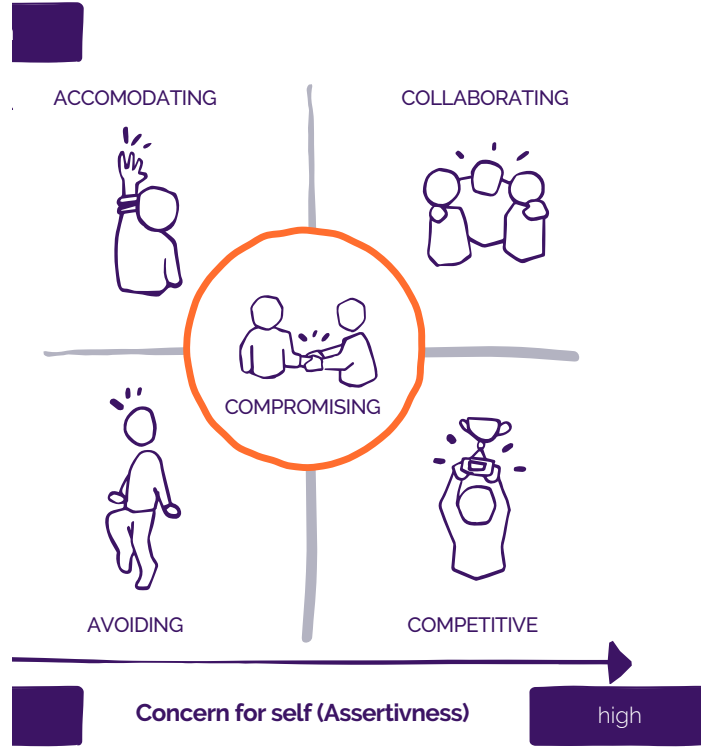 ACCOMODATING
COLLABORATING
COMPROMISING
AVOIDING
COMPETITIVE
Concern for self (Assertivness)
high